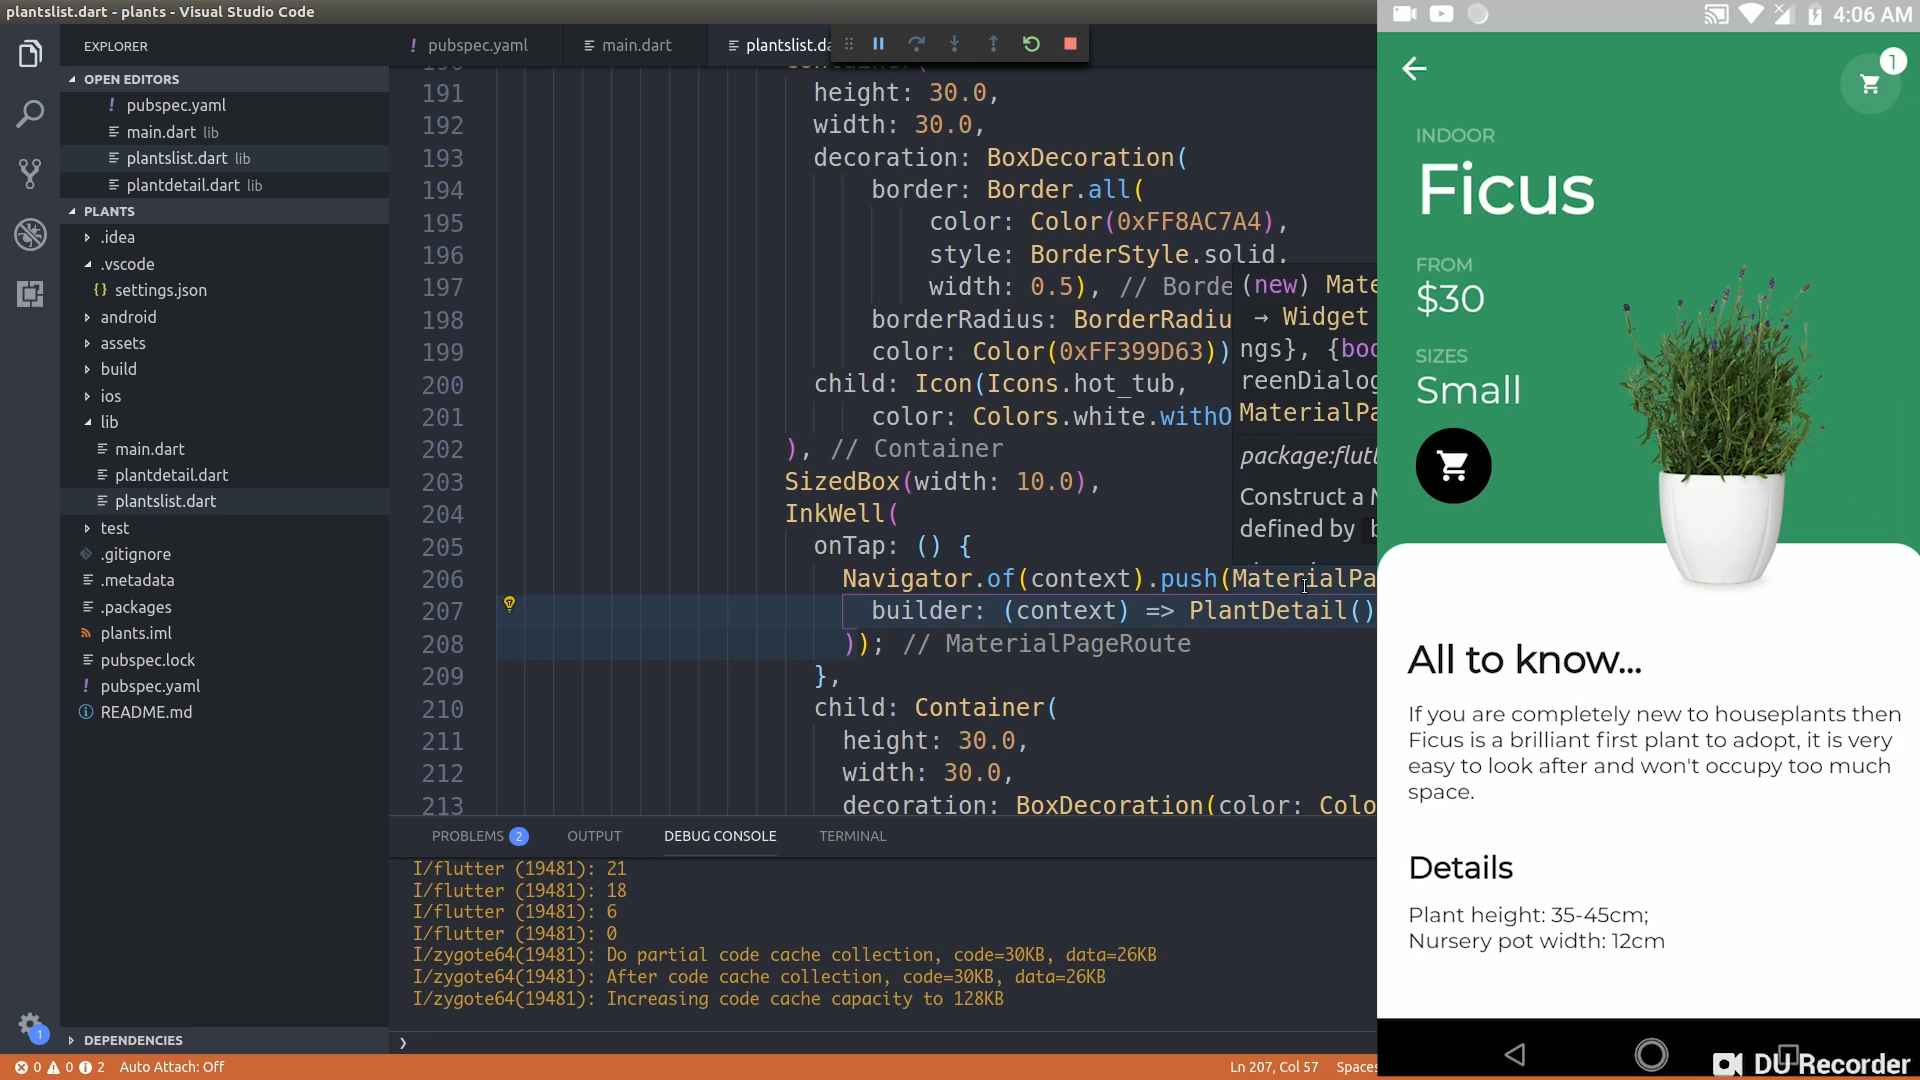 plantslist.dart - plants - Visual Studio Code
EXPLORER
OPEN EDITORS
! pubspec.yaml
main.dart lib
plantslist.dart lib
plantdetail.dart lib
PLANTS
.idea
.vscode
{} settings.json
android
assets
build
ios
lib
main.dart
plantdetail.dart
plantslist.dart
test
.gitignore
.metadata
.packages
plants.iml
pubspec.lock
! pubspec.yaml
README.md
DEPENDENCIES
1
! pubspec.yaml
main.dart
plantslist.da
191 height: 30.0,
192 width: 30.0,
193 decoration: BoxDecoration(
194 border: Border.all(
195 color: Color(0xFF8AC7A4),
196 style: BorderStyle.solid,
197 width: 0.5), // Borde
198 borderRadius: BorderRadiu
199 color: Color(0xFF399D63))
200 child: Icon(Icons.hot_tub,
201 color: Colors.white.withO
202 ), // Container
203 SizedBox(width: 10.0),
204 InkWell(
205 onTap: () {
206 Navigator.of(context).push(MaterialPa
207 builder: (context) => PlantDetail()
208 )); // MaterialPageRoute
209 },
210 child: Container(
211 height: 30.0,
212 width: 30.0,
213 decoration: BoxDecoration(color: Colo
(new) Mate
→ Widget
ngs}, {boo
reenDialog
MaterialPa
package:flut
Construct a M
defined by b
PROBLEMS 2
OUTPUT
DEBUG CONSOLE
TERMINAL
I/flutter (19481): 21
I/flutter (19481): 18
I/flutter (19481): 6
I/flutter (19481): 0
I/zygote64(19481): Do partial code cache collection, code=30KB, data=26KB
I/zygote64(19481): After code cache collection, code=30KB, data=26KB
I/zygote64(19481): Increasing code cache capacity to 128KB
0 0 2 Auto Attach: Off
Ln 207, Col 57 Spaces
4:06 AM
1
INDOOR
Ficus
FROM
$30
SIZES
Small
All to know...
If you are completely new to houseplants then
Ficus is a brilliant first plant to adopt, it is very
easy to look after and won't occupy too much
space.
Details
Plant height: 35-45cm;
Nursery pot width: 12cm
DU Recorder